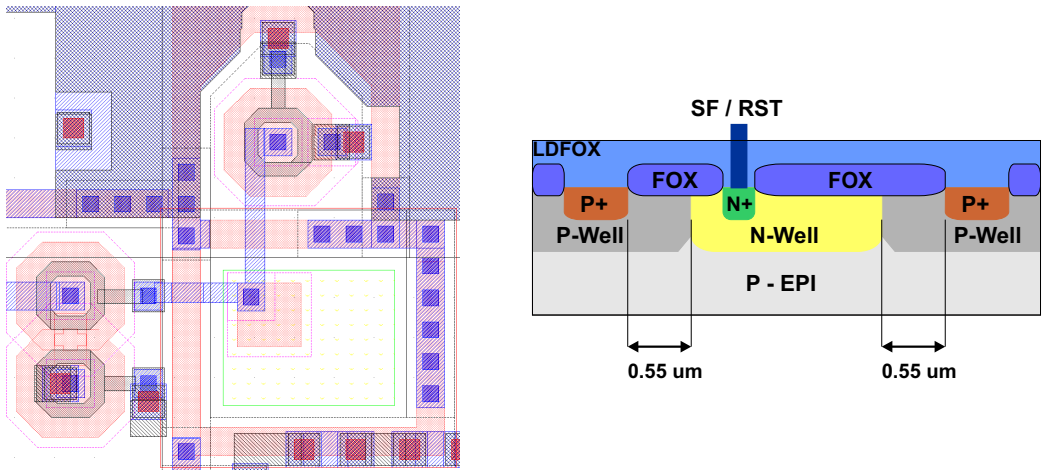 SF / RST
LDFOX
FOX FOX
P+ N+ P+
P-Well N-Well P-Well
P - EPI
0.55 um 0.55 um